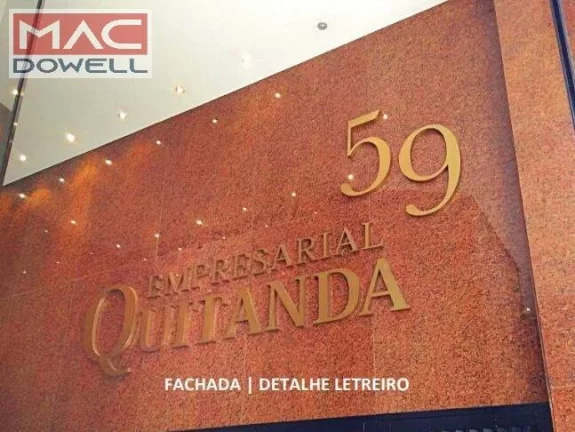 MAC
DOWELL
59
EMPRESARIAL
QUITANDA
FACHADA | DETALHE LETREIRO